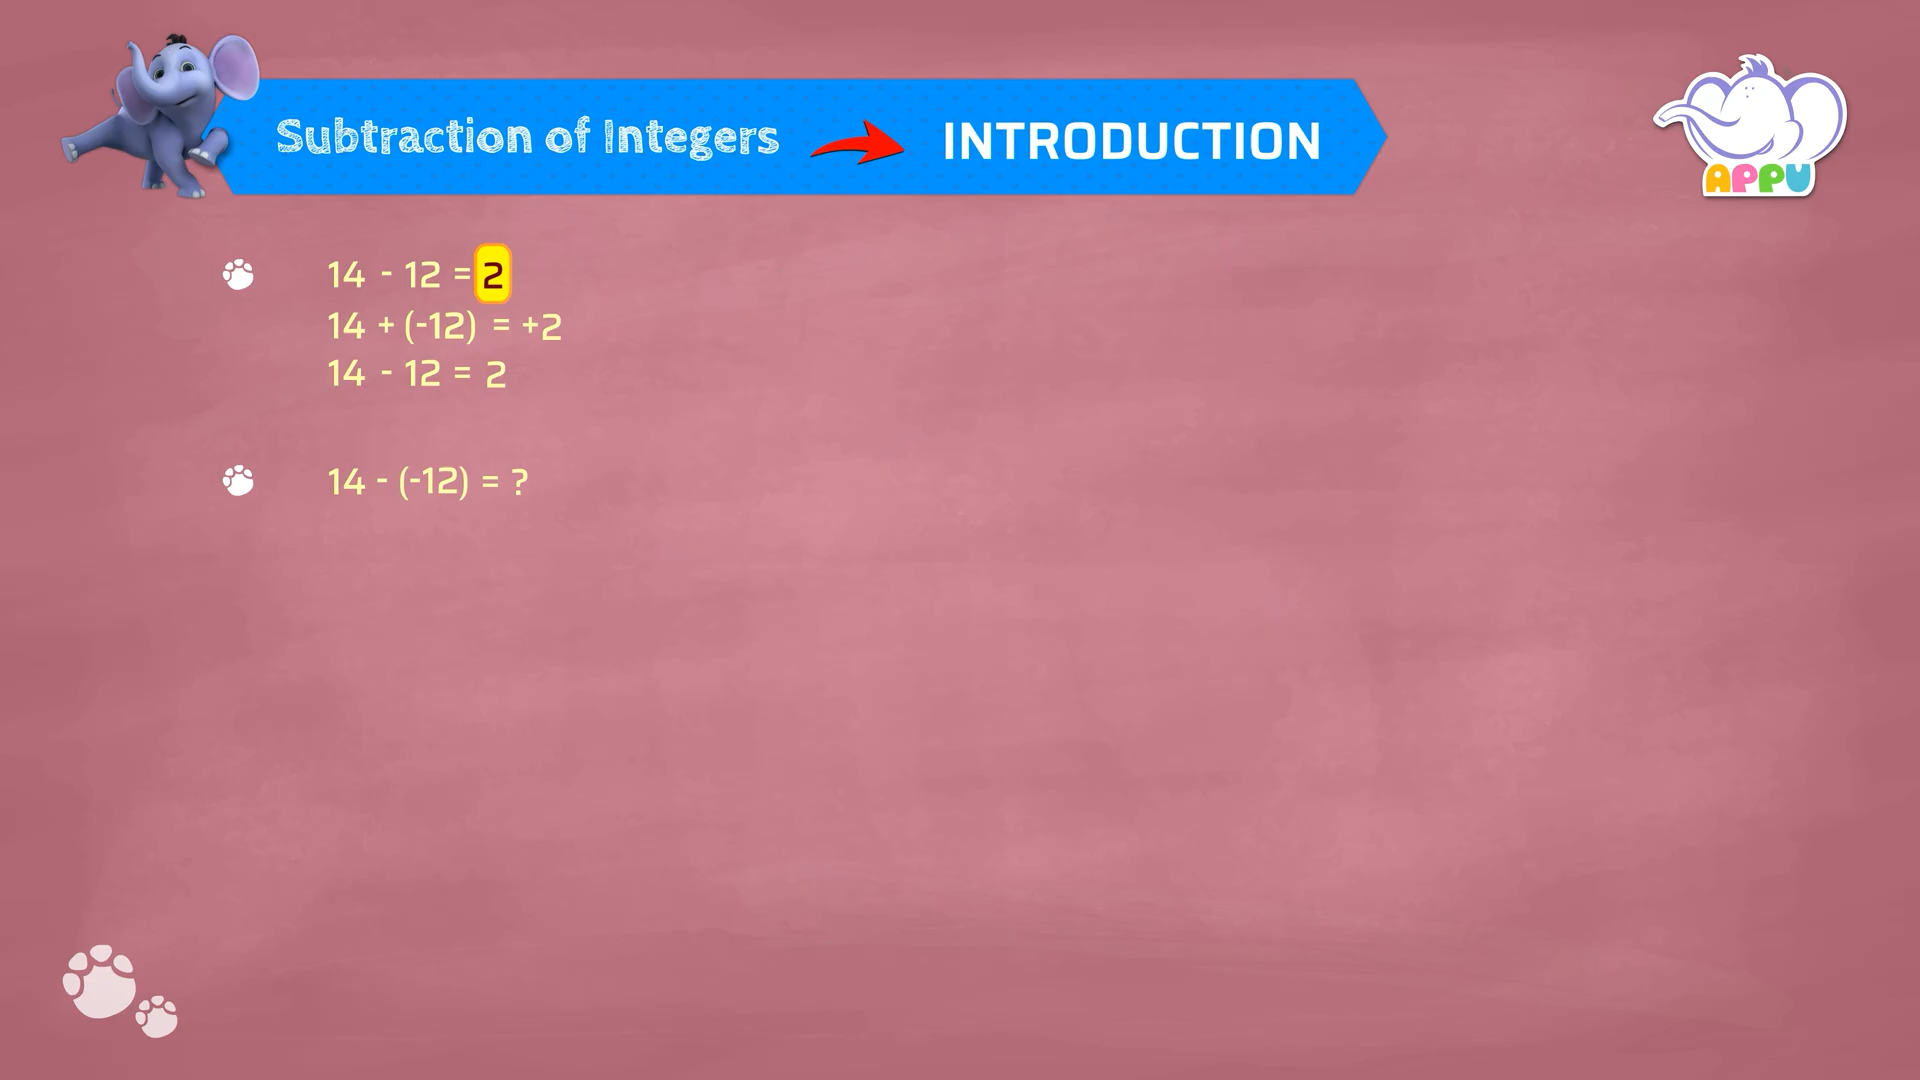 Subtraction of Integers INTRODUCTION
APPU
14 - 12 = 2
14 + (-12) = +2
14 - 12 = 2
14 - (-12) = ?